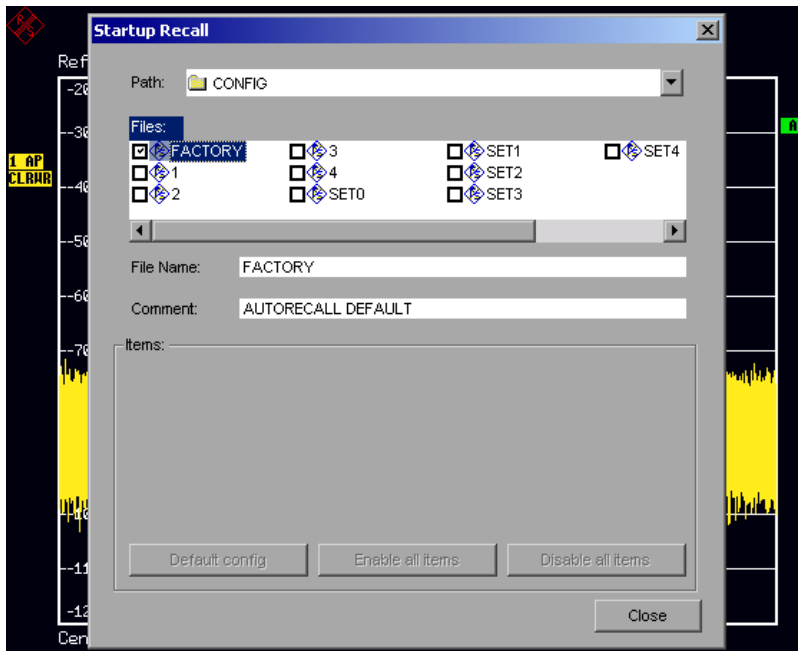 R S
Startup Recall
Ref
Path: CONFIG
-20
Files:
FACTORY 3 SET1 SET4
1 4 SET2
2 SET0 SET3
--30
A
1 AP
CLRWR
--40
--50
File Name: FACTORY
--60
Comment: AUTORECALL DEFAULT
Items:
--70
Default config Enable all items Disable all items
--11
-12
Close
Cen